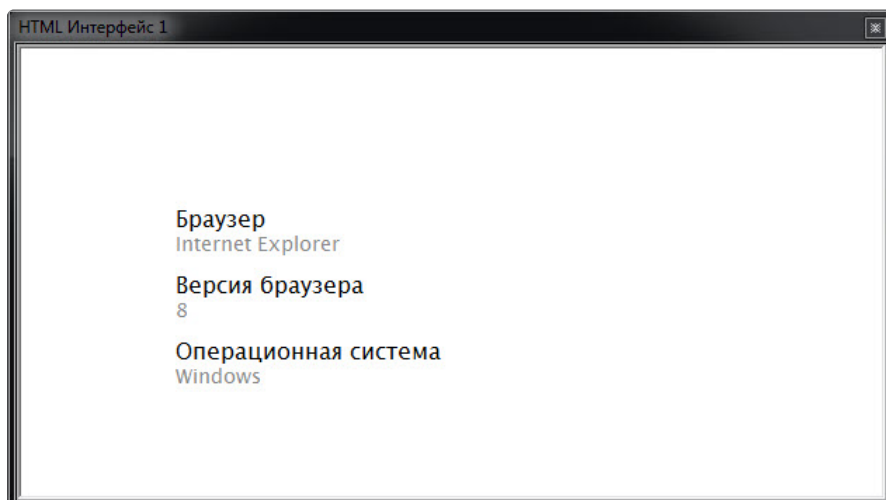 HTML Интерфейс 1
Браузер
Internet Explorer
Версия браузера
8
Операционная система
Windows